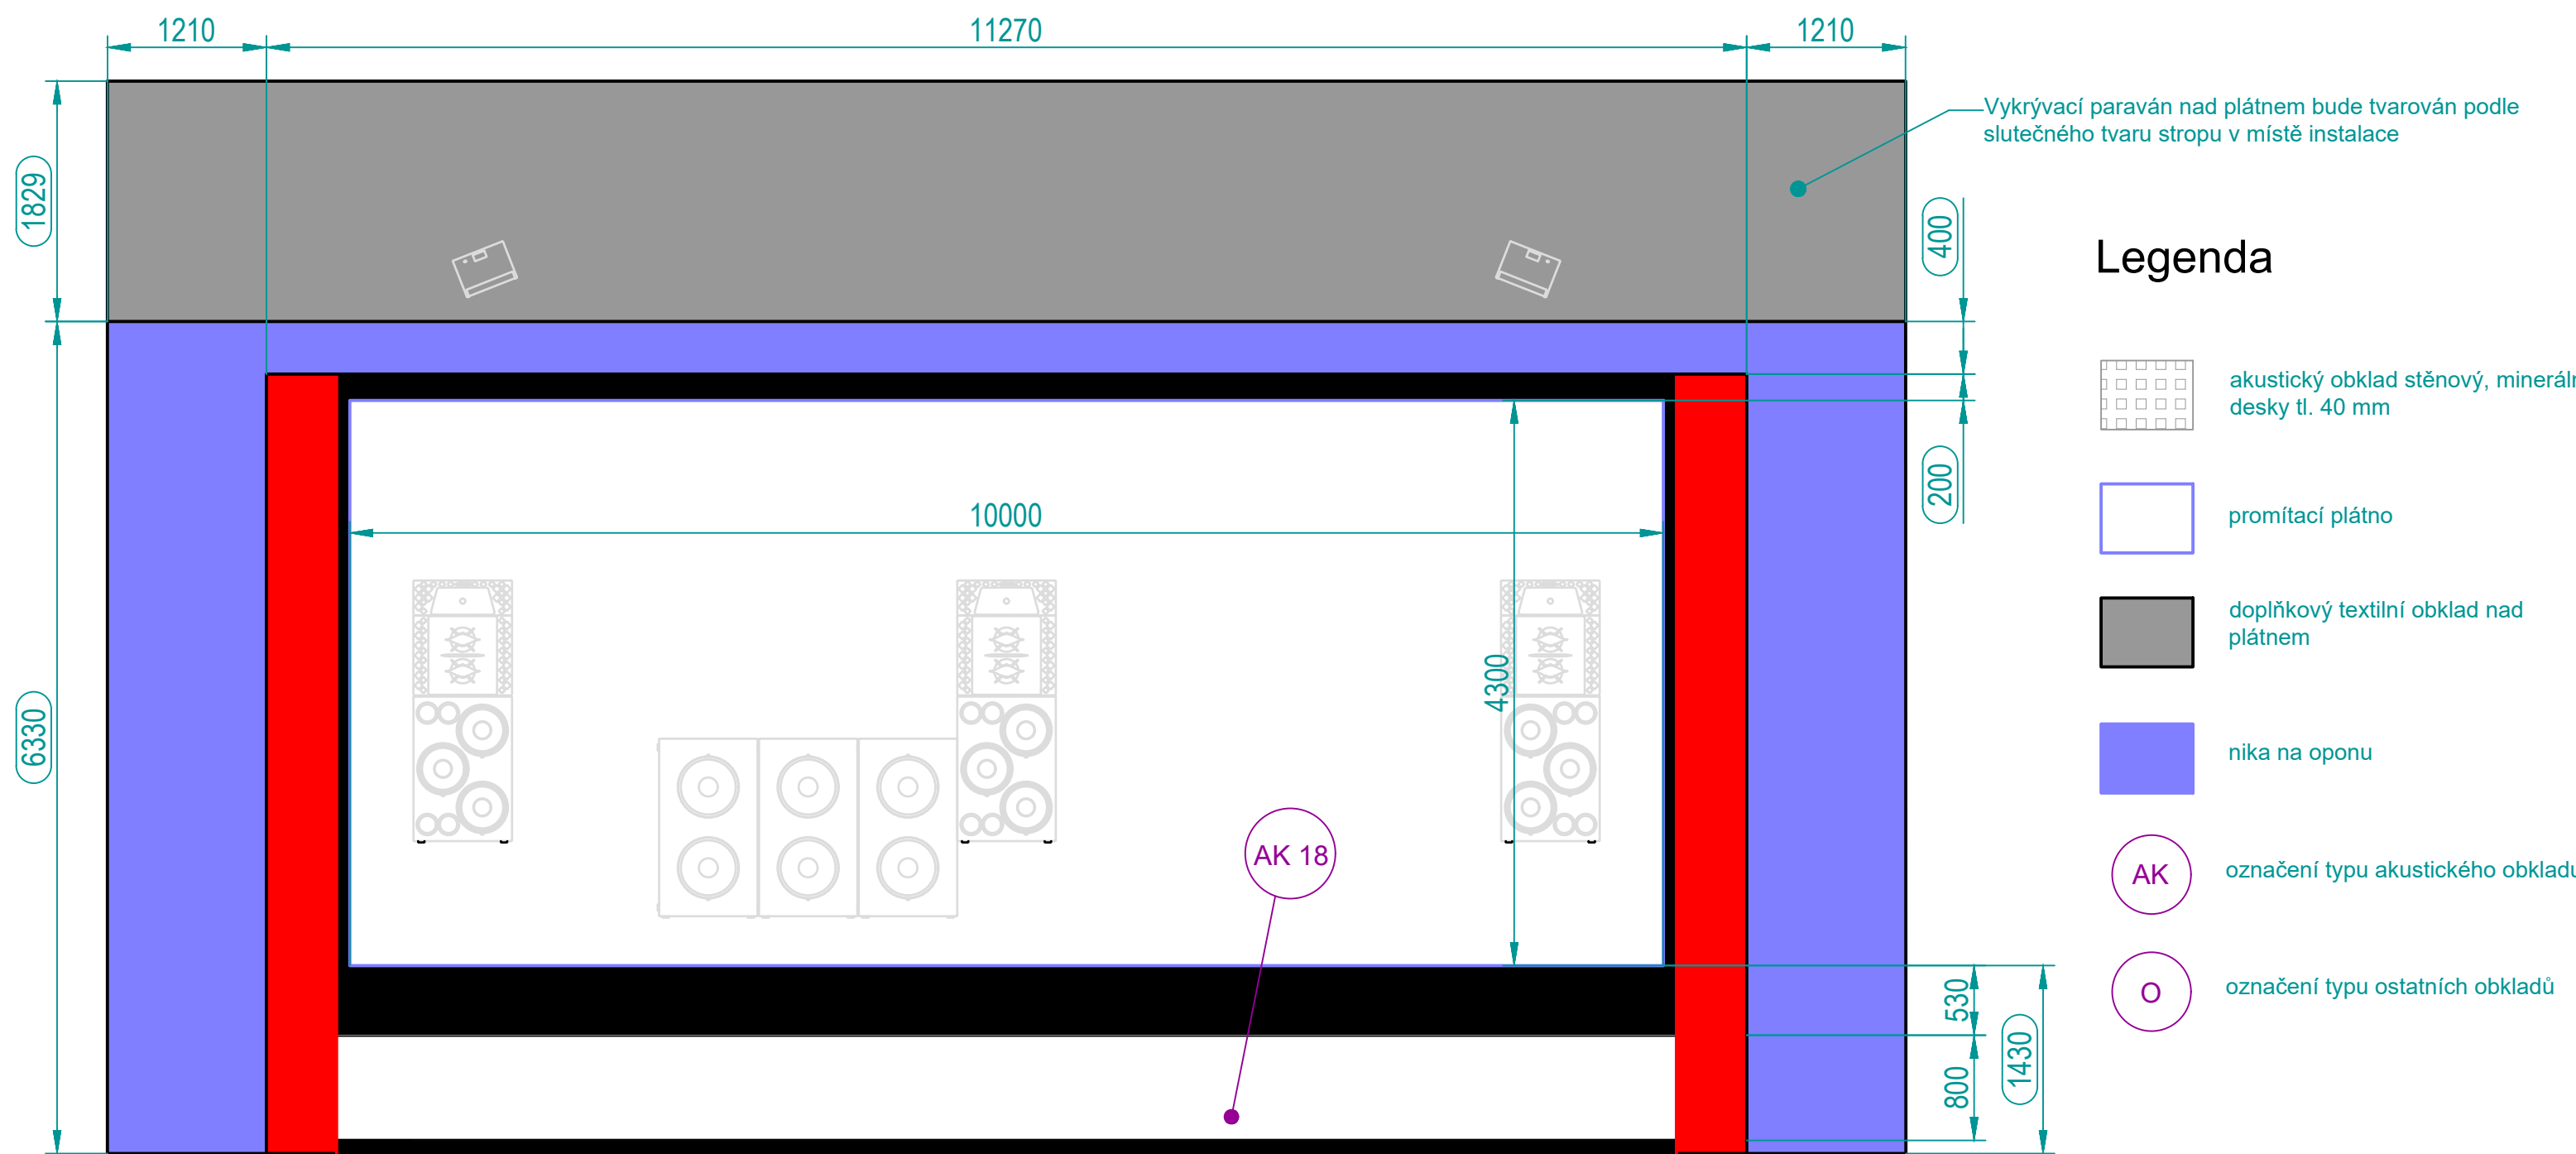 1210
11270
1210
Vykrývací paraván nad plátnem bude tvarován podle
slutečného tvaru stropu v místě instalace
1829
400
Legenda
akustický obklad stěnový, mineráln
desky tl. 40 mm
200
10000
promítací plátno
doplňkový textilní obklad nad
plátnem
4300
6330
nika na oponu
AK 18
AK
označení typu akustického obkladu
530
O
označení typu ostatních obkladů
1430
800